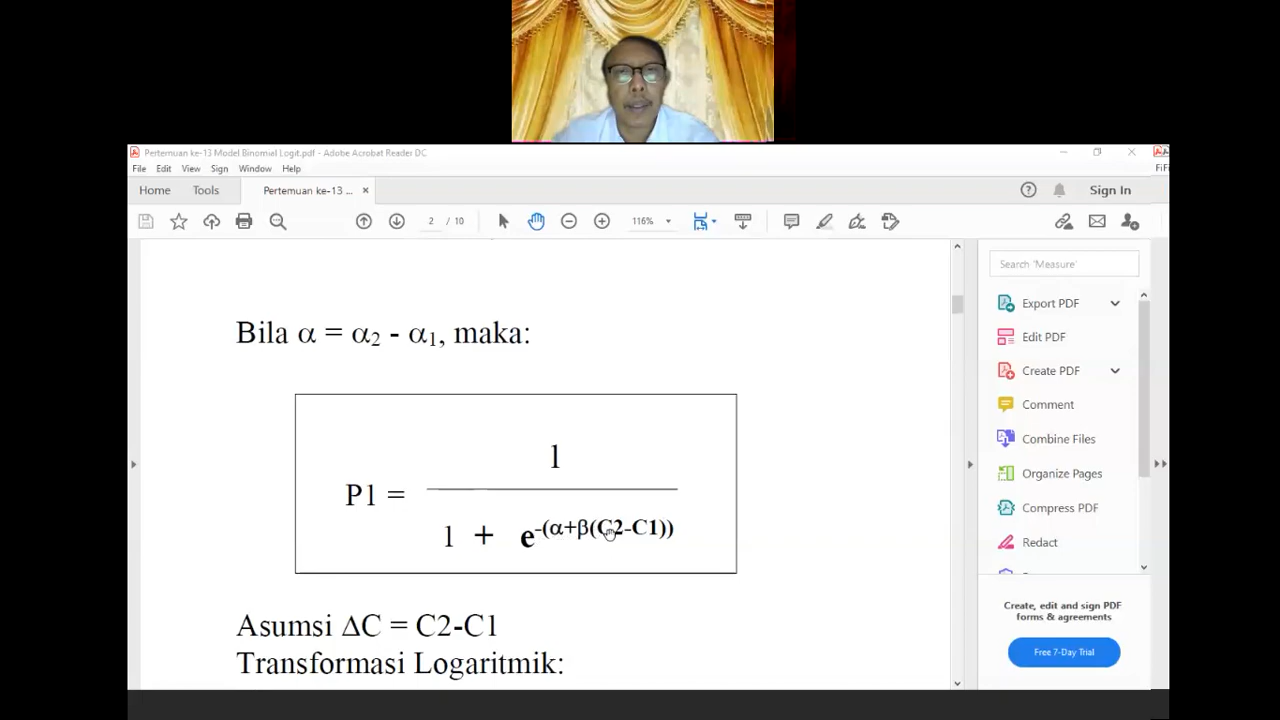 Pertemuan ke-13 Model Binomial Logit.pdf - Adobe Acrobat Reader DC
File Edit View Sign Window Help
FiFi
Home Tools Pertemuan ke-13 ... × Sign In
2 / 10 116%
Bila α = α2 - α1, maka:
1
P1 =
1 + e-(α+β(C2-C1))
Asumsi ΔC = C2-C1
Transformasi Logaritmik:
Search 'Measure'
Export PDF
Edit PDF
Create PDF
Comment
Combine Files
Organize Pages
Compress PDF
Redact
Create, edit and sign PDF
forms & agreements
Free 7-Day Trial